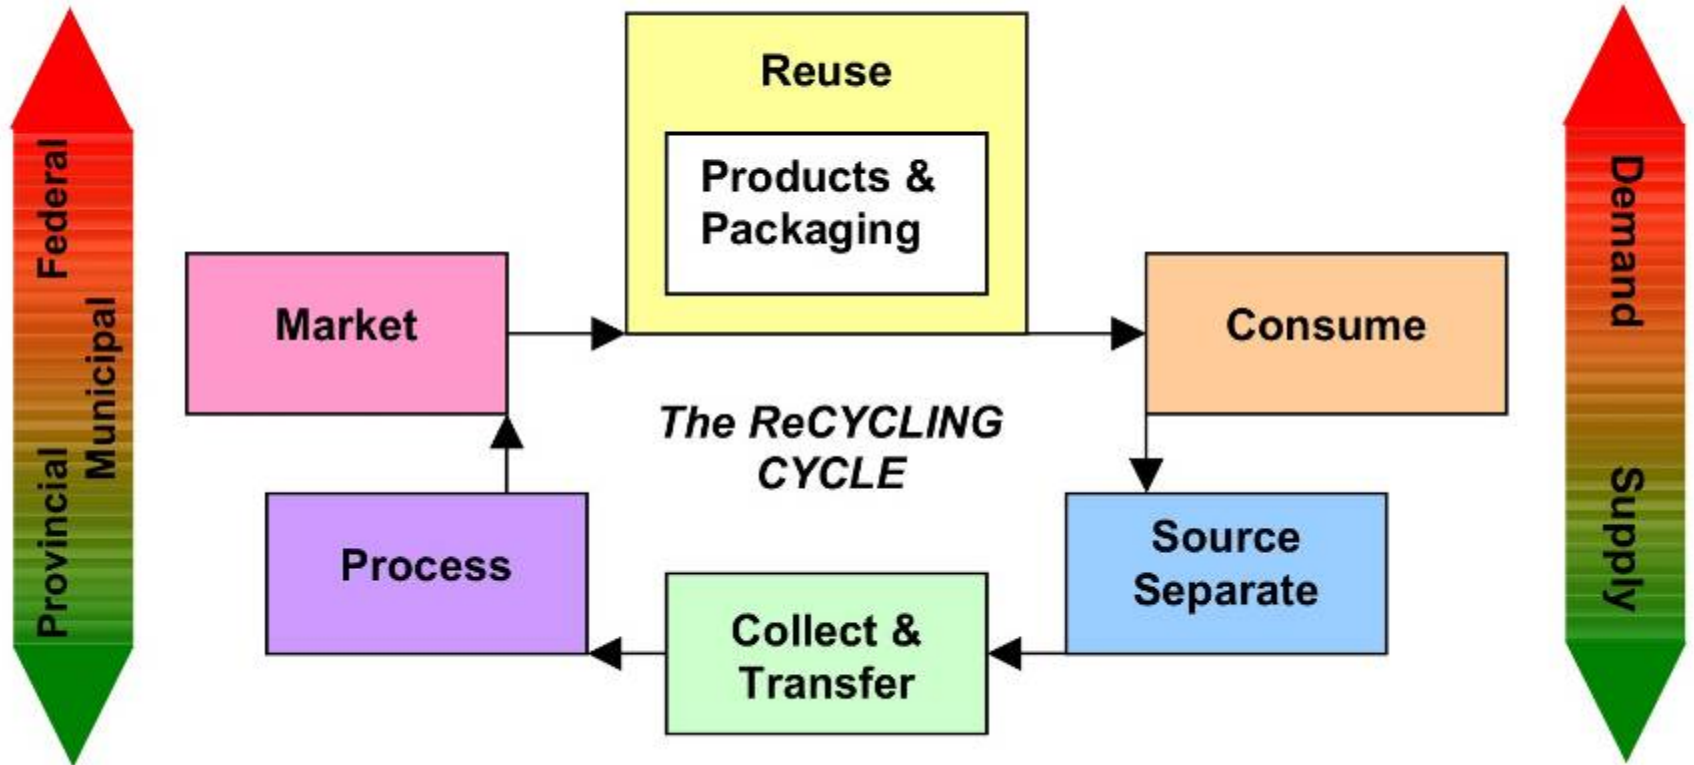 Federal
Municipal
Provincial
Reuse
Products &
Packaging
Market
Consume
The ReCYCLING
CYCLE
Process
Source
Separate
Collect &
Transfer
Demand
Supply